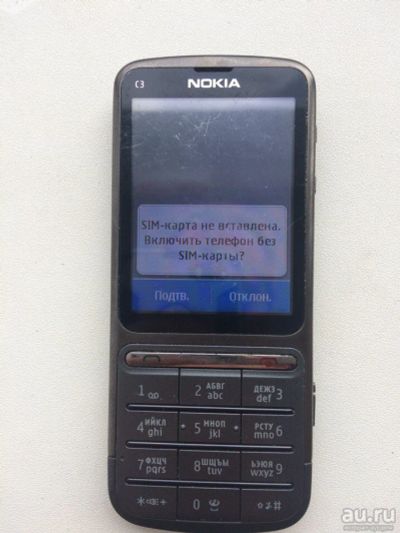 C3 NOKIA
SIM-карта не вставлена.
Включить телефон без
SIM-карты?
Подтв. Отклон.
1 2 АБВГ abc ДЕЖЗ def 3
4 ИЙКЛ ghi 5 МНОП jkl РСТУ mno 6
7 ФХЦЧ pqrs 8 ШЩЪЫ tuv ЬЭЮЯ wxyz 9
* + 0 #
au.ru